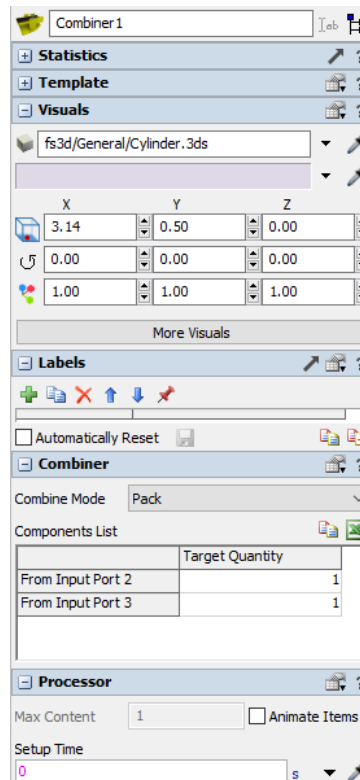 Combiner1
Statistics
Template
Visuals
fs3d/General/Cylinder.3ds
X Y Z
3.14 0.50 0.00
0.00 0.00 0.00
1.00 1.00 1.00
More Visuals
Labels
Automatically Reset
Combiner
Combine Mode Pack
Components List
Target Quantity
From Input Port 2 1
From Input Port 3 1
Processor
Max Content 1 Animate Items
Setup Time
0 s